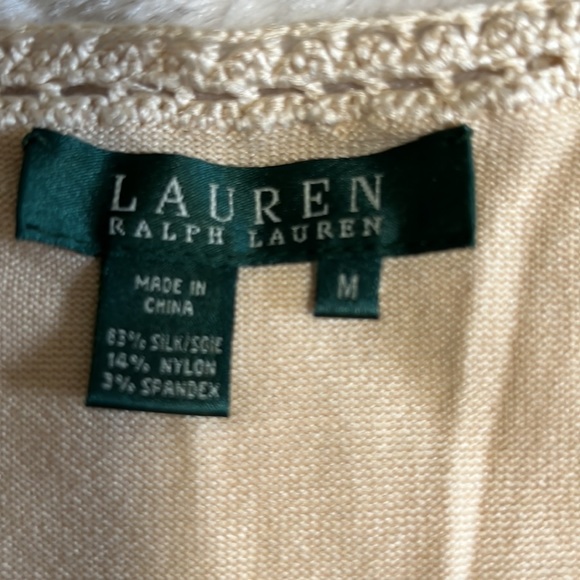 LAUREN
RALPH LAUREN
MADE IN
CHINA
M
83% SILK/SOIE
14% NYLON
3% SPANDEX